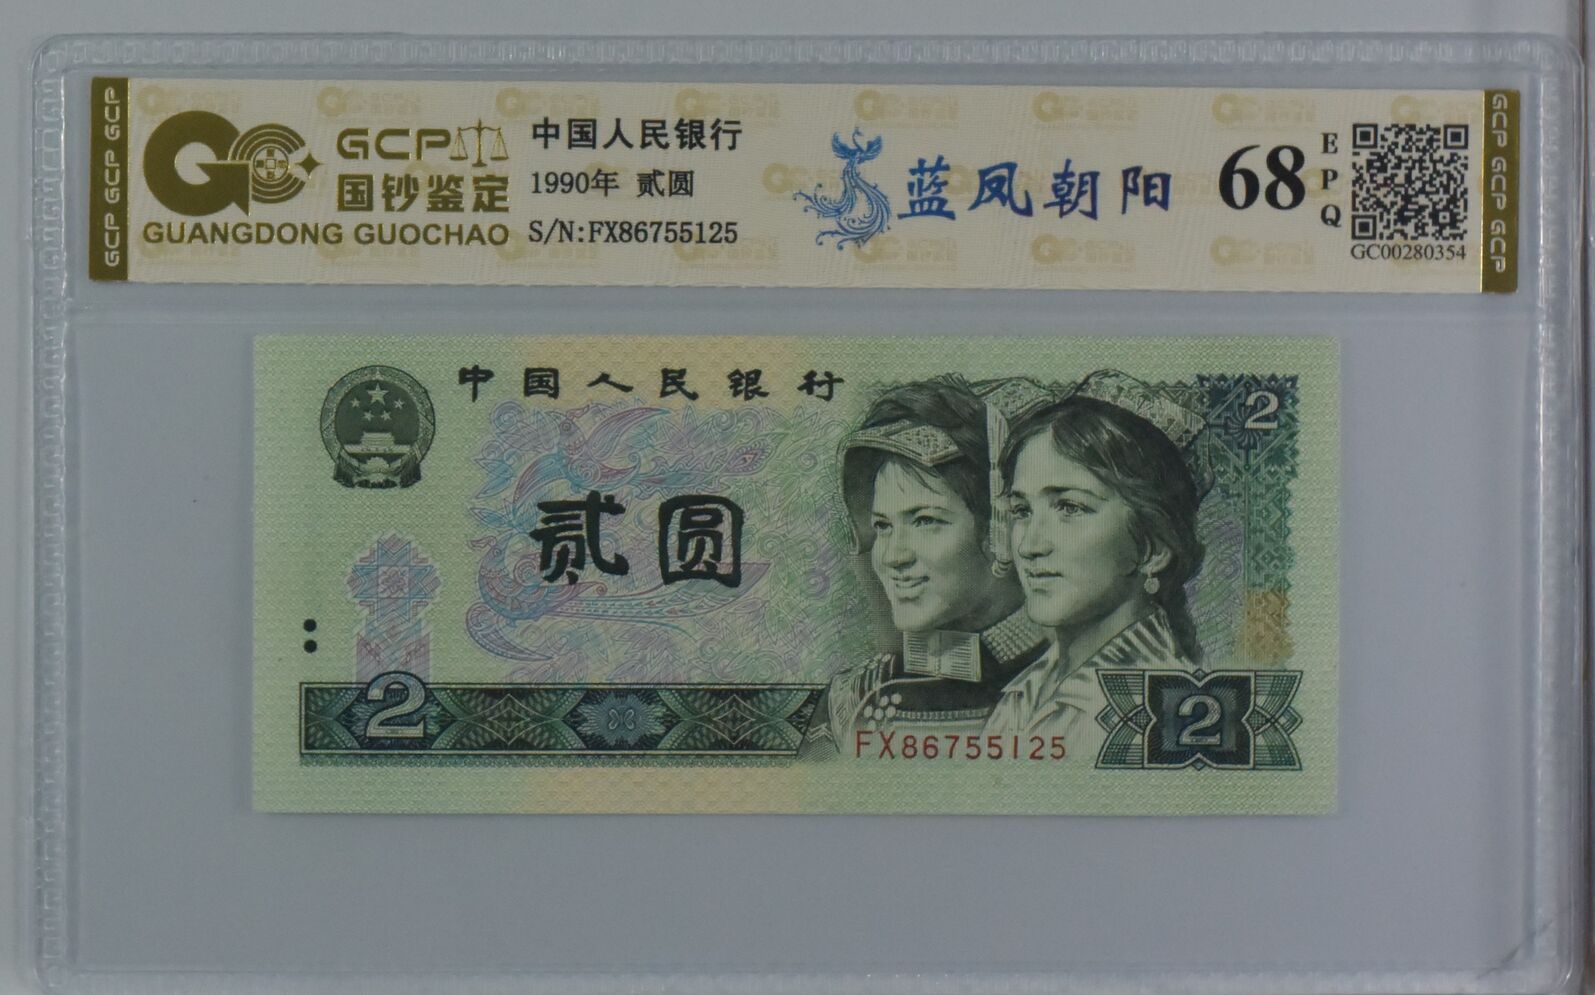 GCP GCP GCP
GCP
国钞鉴定
GUANGDONG GUOCHAO
中国人民银行
1990年 贰圆
S/N:FX86755125
蓝凤朝阳
68
EPQ
GC00280354
GCP GCP GCP
中国人民银行
2
贰圆
2
2
FX86755125